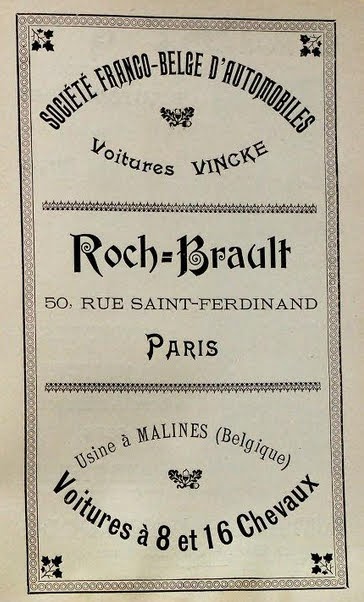 SOCIÉTÉ FRANCO-BELGE D'AUTOMOBILES
Voitures VINCKE
Roch-Brault
50, RUE SAINT-FERDINAND
PARIS
Usine à MALINES (Belgique)
Voitures à 8 et 16 Chevaux